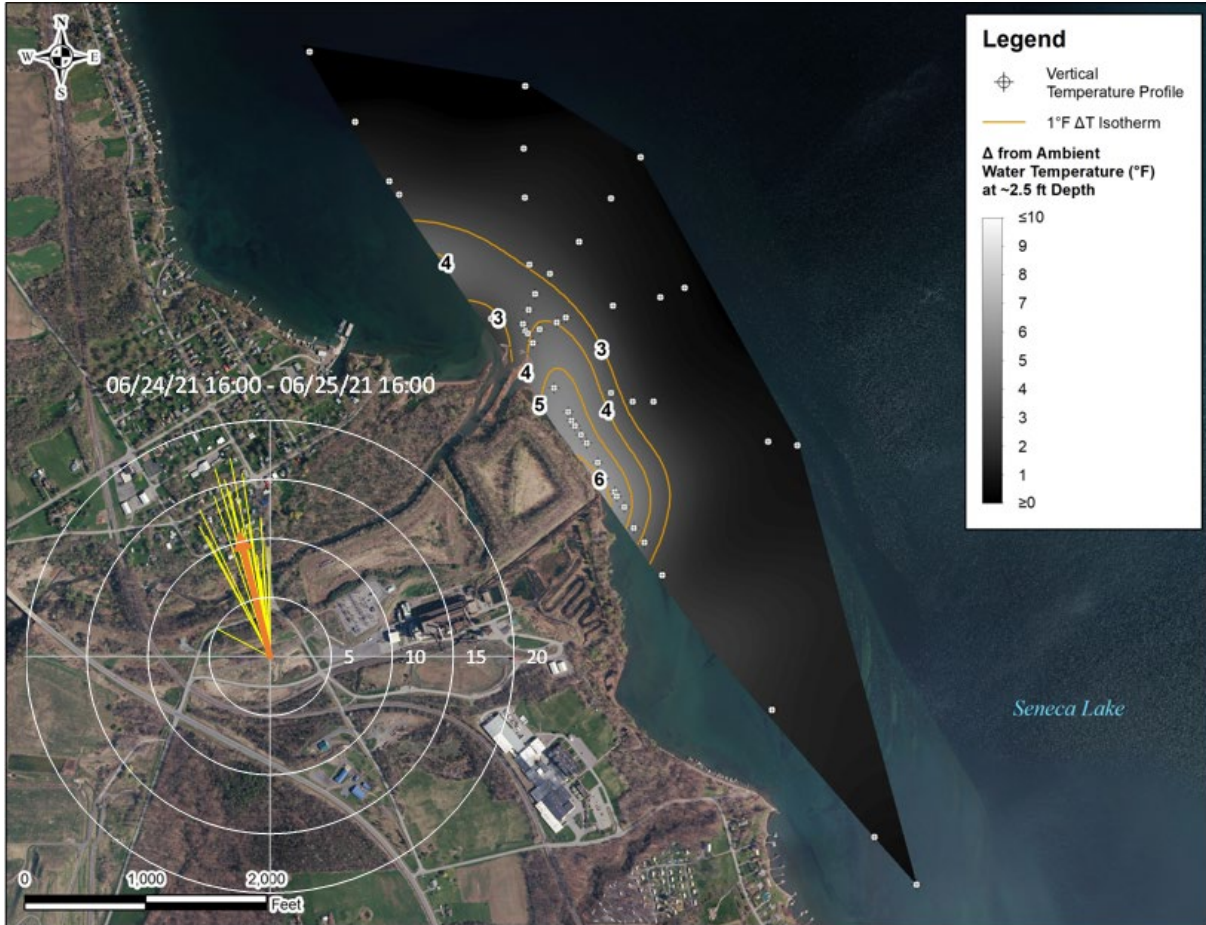 N
W E
S
Legend
Vertical
Temperature Profile
1°F ΔT Isotherm
Δ from Ambient
Water Temperature (°F)
at ~2.5 ft Depth
≤10
9
8
7
6
5
4
3
2
1
≥0
4
3
3
4
5
4
6
06/24/21 16:00 - 06/25/21 16:00
5 10 15 20
Seneca Lake
0 1,000 2,000
Feet